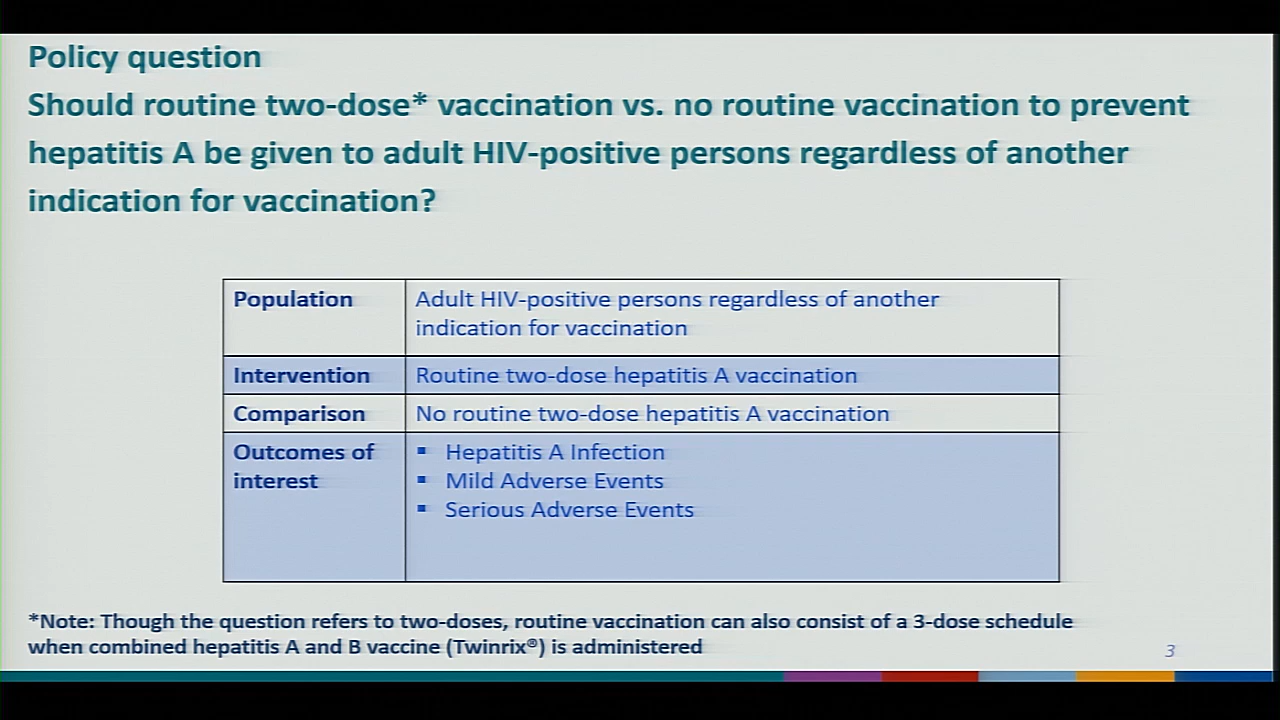 Policy question
Should routine two-dose* vaccination vs. no routine vaccination to prevent
hepatitis A be given to adult HIV-positive persons regardless of another
indication for vaccination?
Population
Adult HIV-positive persons regardless of another
indication for vaccination
Intervention
Routine two-dose hepatitis A vaccination
Comparison
No routine two-dose hepatitis A vaccination
Outcomes of
interest
▪ Hepatitis A Infection
▪ Mild Adverse Events
▪ Serious Adverse Events
*Note: Though the question refers to two-doses, routine vaccination can also consist of a 3-dose schedule
when combined hepatitis A and B vaccine (Twinrix®) is administered
3